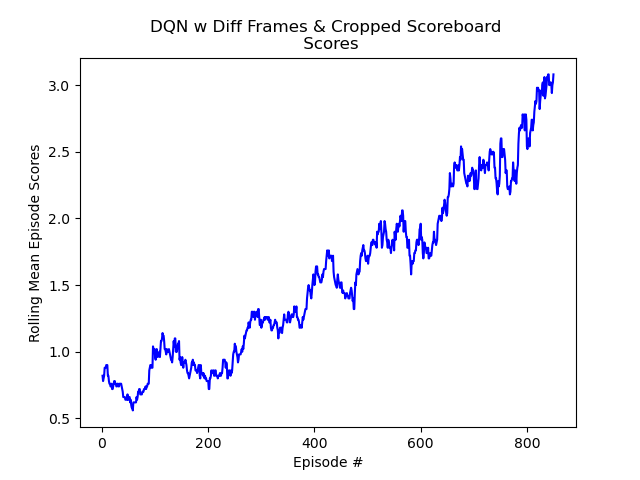 DQN w Diff Frames & Cropped Scoreboard
Scores
Rolling Mean Episode Scores
3.0
2.5
2.0
1.5
1.0
0.5
0
200
400
600
800
Episode #